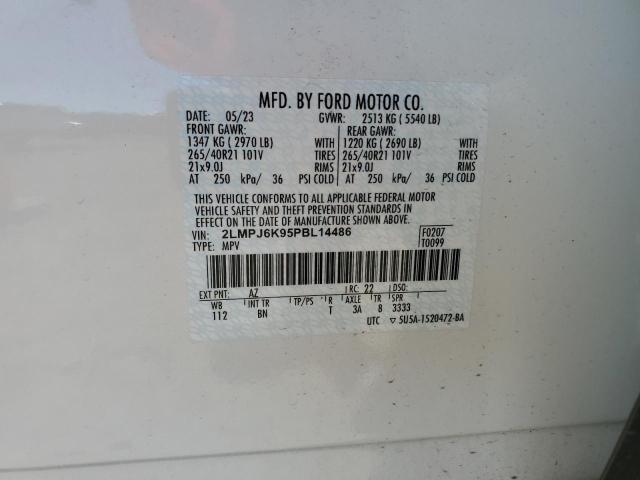 MFD. BY FORD MOTOR CO.
DATE: 05/23 GVWR: 2513 KG ( 5540 LB)
FRONT GAWR: REAR GAWR:
1347 KG ( 2970 LB) WITH 1220 KG ( 2690 LB) WITH
265/40R21 101V TIRES 265/40R21 101V TIRES
21x9.0J RIMS 21x9.0J RIMS
AT 250 kPa/ 36 PSI COLD AT 250 kPa/ 36 PSI COLD
THIS VEHICLE CONFORMS TO ALL APPLICABLE FEDERAL MOTOR
VEHICLE SAFETY AND THEFT PREVENTION STANDARDS IN
EFFECT ON THE DATE OF MANUFACTURE SHOWN ABOVE.
VIN: 2LMPJ6K95PBL14486 F0207
TYPE: MPV T0099
EXT PNT: AZ RC: 22 DSO:
WB INT TR TP/PS R AXLE TR SPR
112 BN T 3A 8 3333
UTC ▽ 5U5A-1520472-BA